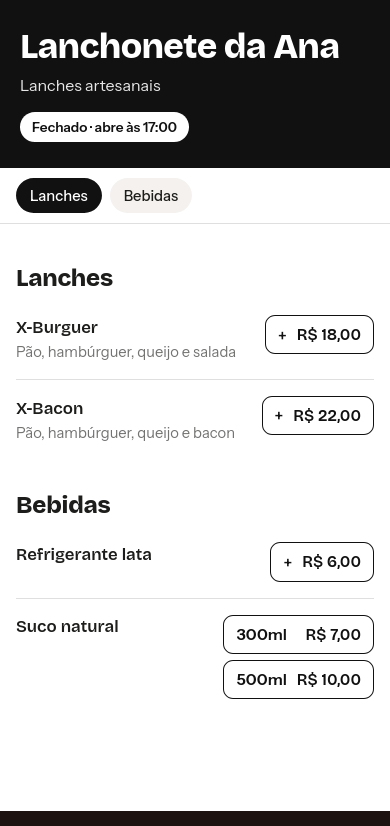 Lanchonete da Ana
Lanches artesanais
Fechado · abre às 17:00
Lanches
Bebidas
Lanches
X-Burguer
+ R$ 18,00
Pão, hambúrguer, queijo e salada
X-Bacon
+ R$ 22,00
Pão, hambúrguer, queijo e bacon
Bebidas
Refrigerante lata
+ R$ 6,00
Suco natural
300ml R$ 7,00
500ml R$ 10,00